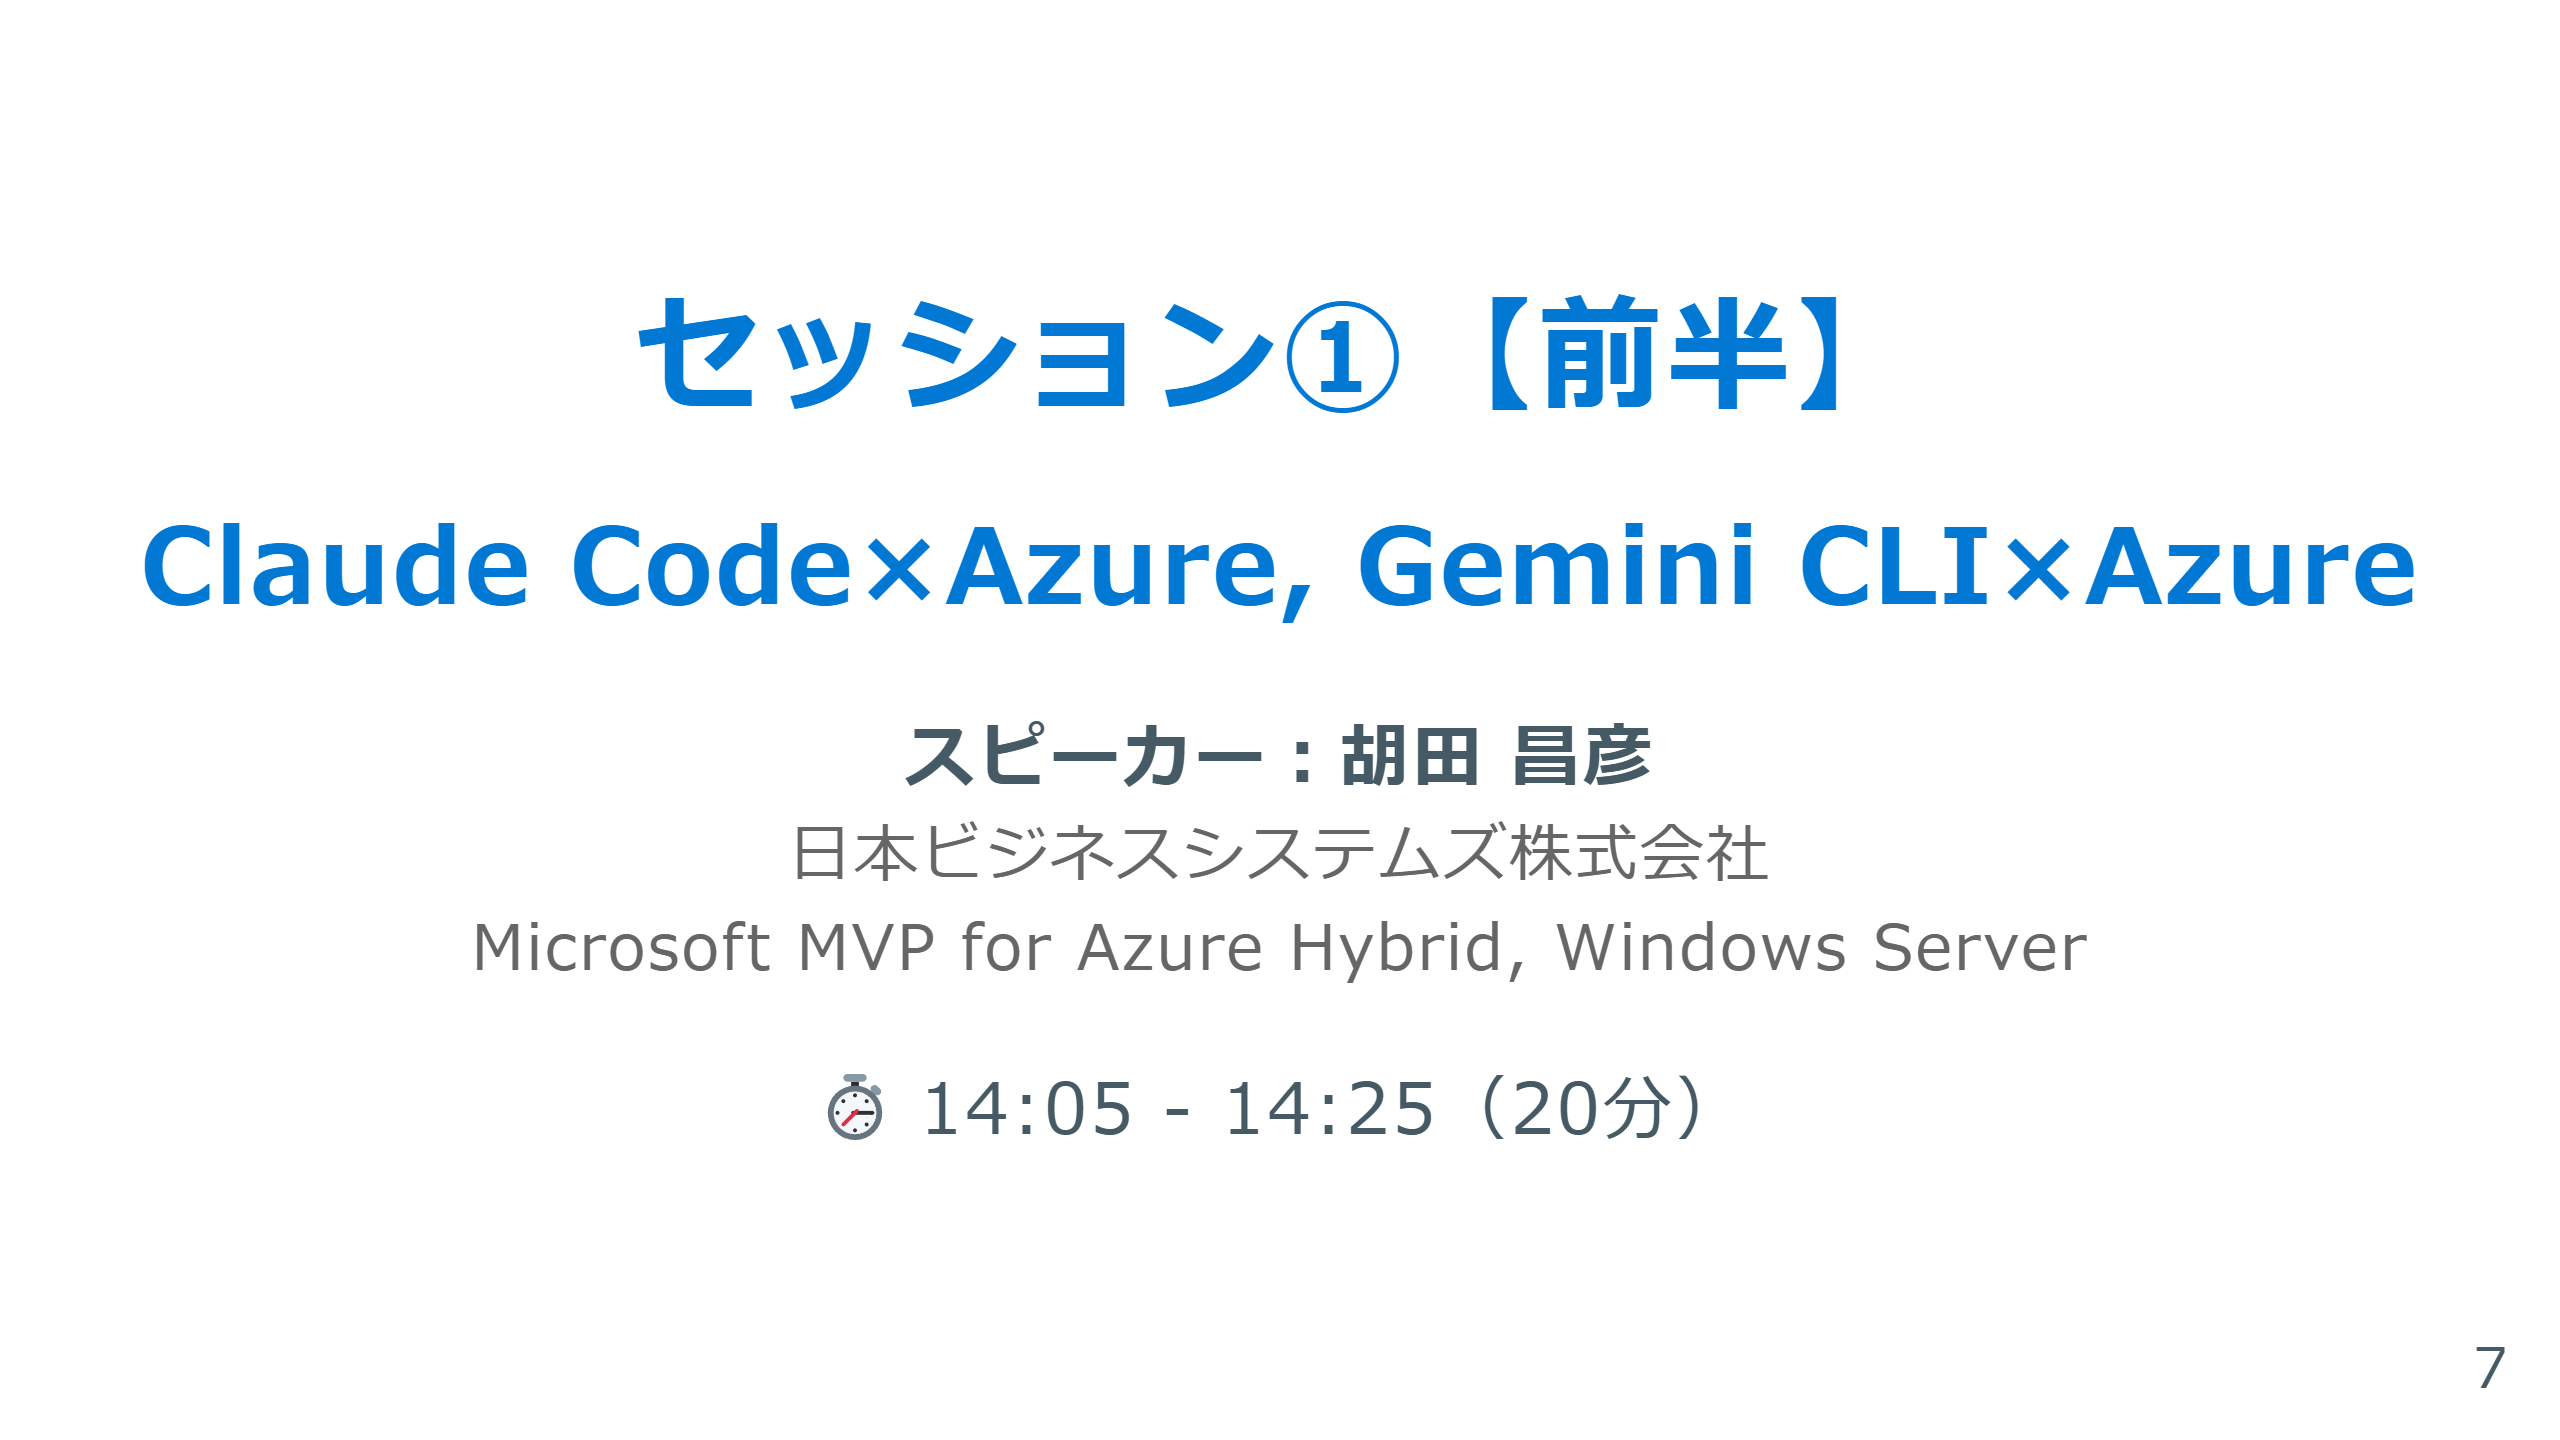 セッション①【前半】
Claude Code×Azure, Gemini CLI×Azure
スピーカー：胡田 昌彦
日本ビジネスシステムズ株式会社
Microsoft MVP for Azure Hybrid, Windows Server
⏱ 14:05 - 14:25（20分）
7